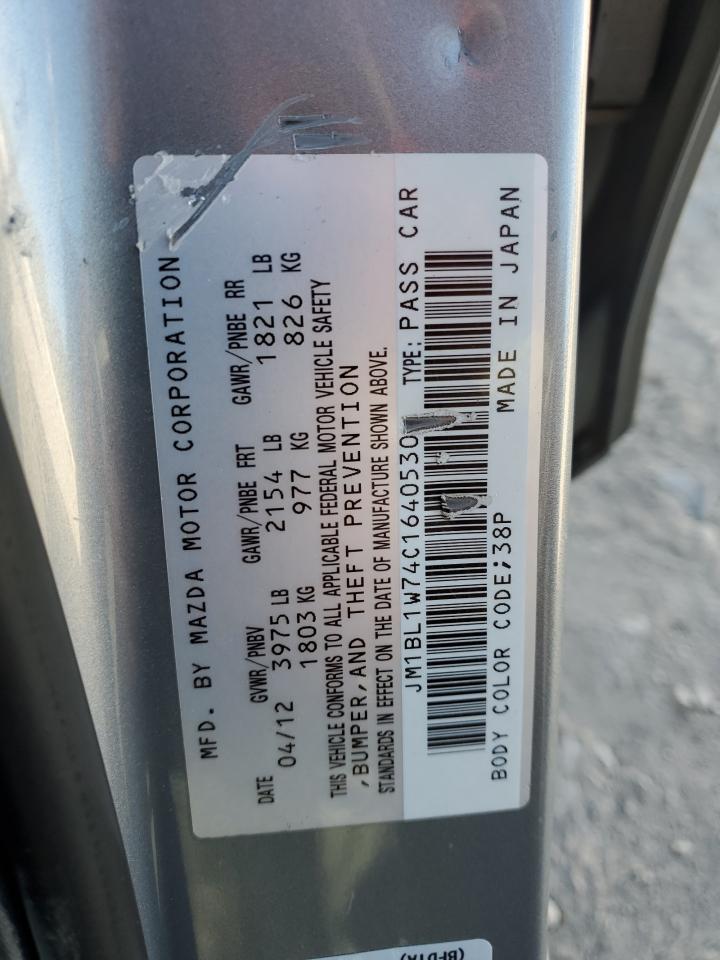 MFD. BY MAZDA MOTOR CORPORATION
DATE GVWR/PNBV GAWR/PNBE FRT GAWR/PNBE RR
04/12 3975 LB 2154 LB 1821 LB
1803 KG 977 KG 826 KG
THIS VEHICLE CONFORMS TO ALL APPLICABLE FEDERAL MOTOR VEHICLE SAFETY
,BUMPER,AND THEFT PREVENTION
STANDARDS IN EFFECT ON THE DATE OF MANUFACTURE SHOWN ABOVE.
JM1BL1W74C1640530 TYPE: PASS CAR
BODY COLOR CODE;38P MADE IN JAPAN